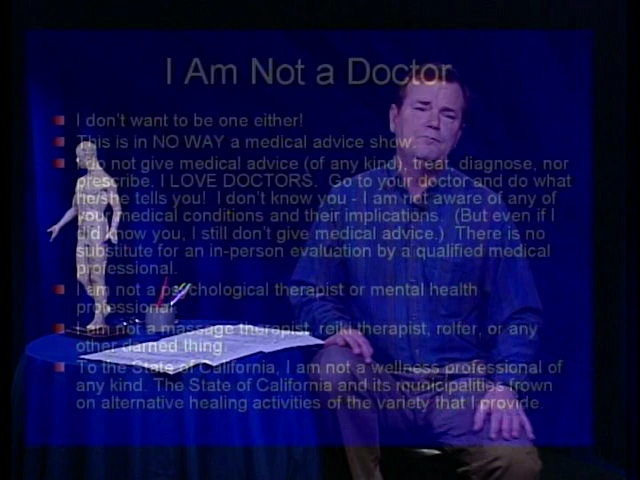 I Am Not a Doctor
I don't want to be one either!
This is in NO WAY a medical advice show.
I do not give medical advice (of any kind), treat, diagnose, nor
prescribe. I LOVE DOCTORS. Go to your doctor and do what
he/she tells you! I don't know you - I am not aware of any of
your medical conditions and their implications. (But even if I
did know you, I still don't give medical advice.) There is no
substitute for an in-person evaluation by a qualified medical
professional.
I am not a psychological therapist or mental health
professional.
I am not a massage therapist, reiki therapist, rolfer, or any
other darned thing.
To the State of California, I am not a wellness professional of
any kind. The State of California and its municipalities frown
on alternative healing activities of the variety that I provide.